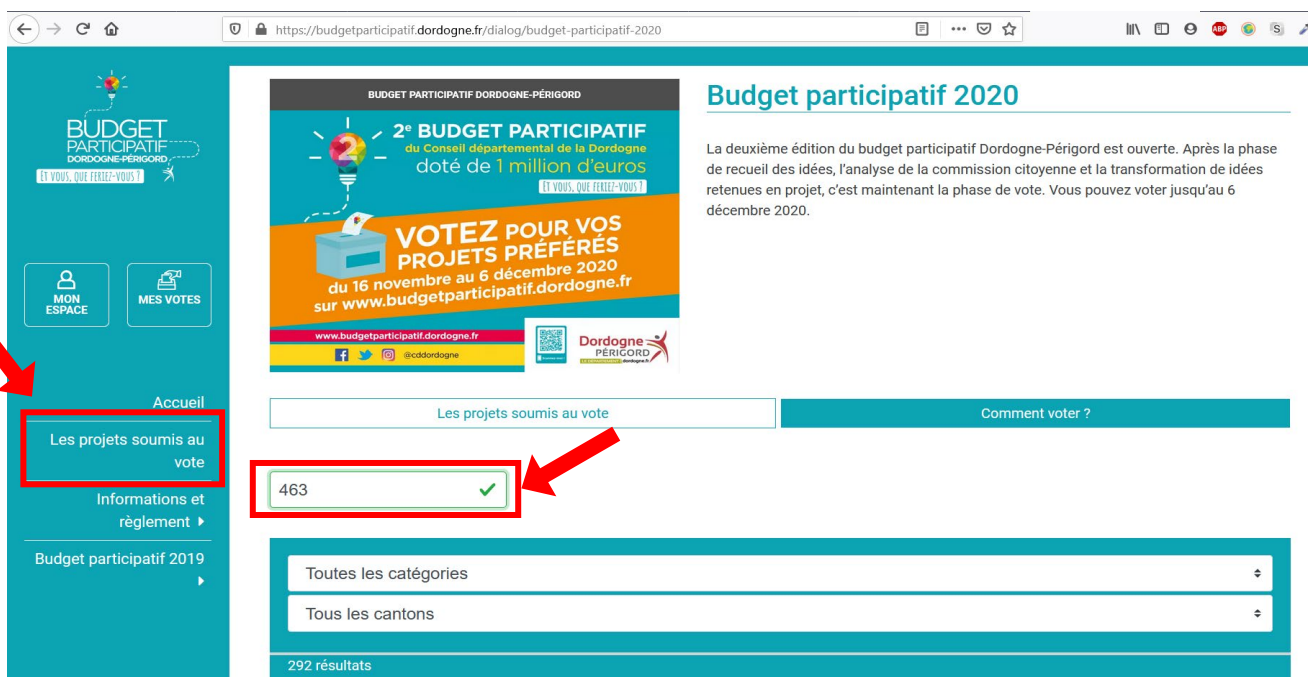 https://budgetparticipatif.dordogne.fr/dialog/budget-participatif-2020
ABP
S
BUDGET
PARTICIPATIF
DORDOGNE-PÉRIGORD
ET VOUS, QUE FERIEZ-VOUS ?
MON
ESPACE
MES VOTES
Accueil
Les projets soumis au
vote
Informations et
règlement
Budget participatif 2019
BUDGET PARTICIPATIF DORDOGNE-PÉRIGORD
2
2e BUDGET PARTICIPATIF
du Conseil départemental de la Dordogne
doté de 1 million d'euros
ET VOUS, QUE FERIEZ-VOUS ?
VOTEZ POUR VOS
PROJETS PRÉFÉRÉS
du 16 novembre au 6 décembre 2020
sur www.budgetparticipatif.dordogne.fr
www.budgetparticipatif.dordogne.fr
@cddordogne
Dordogne
PÉRIGORD
Budget participatif 2020
La deuxième édition du budget participatif Dordogne-Périgord est ouverte. Après la phase
de recueil des idées, l'analyse de la commission citoyenne et la transformation de idées
retenues en projet, c'est maintenant la phase de vote. Vous pouvez voter jusqu'au 6
décembre 2020.
Les projets soumis au vote
Comment voter ?
463
Toutes les catégories
Tous les cantons
292 résultats